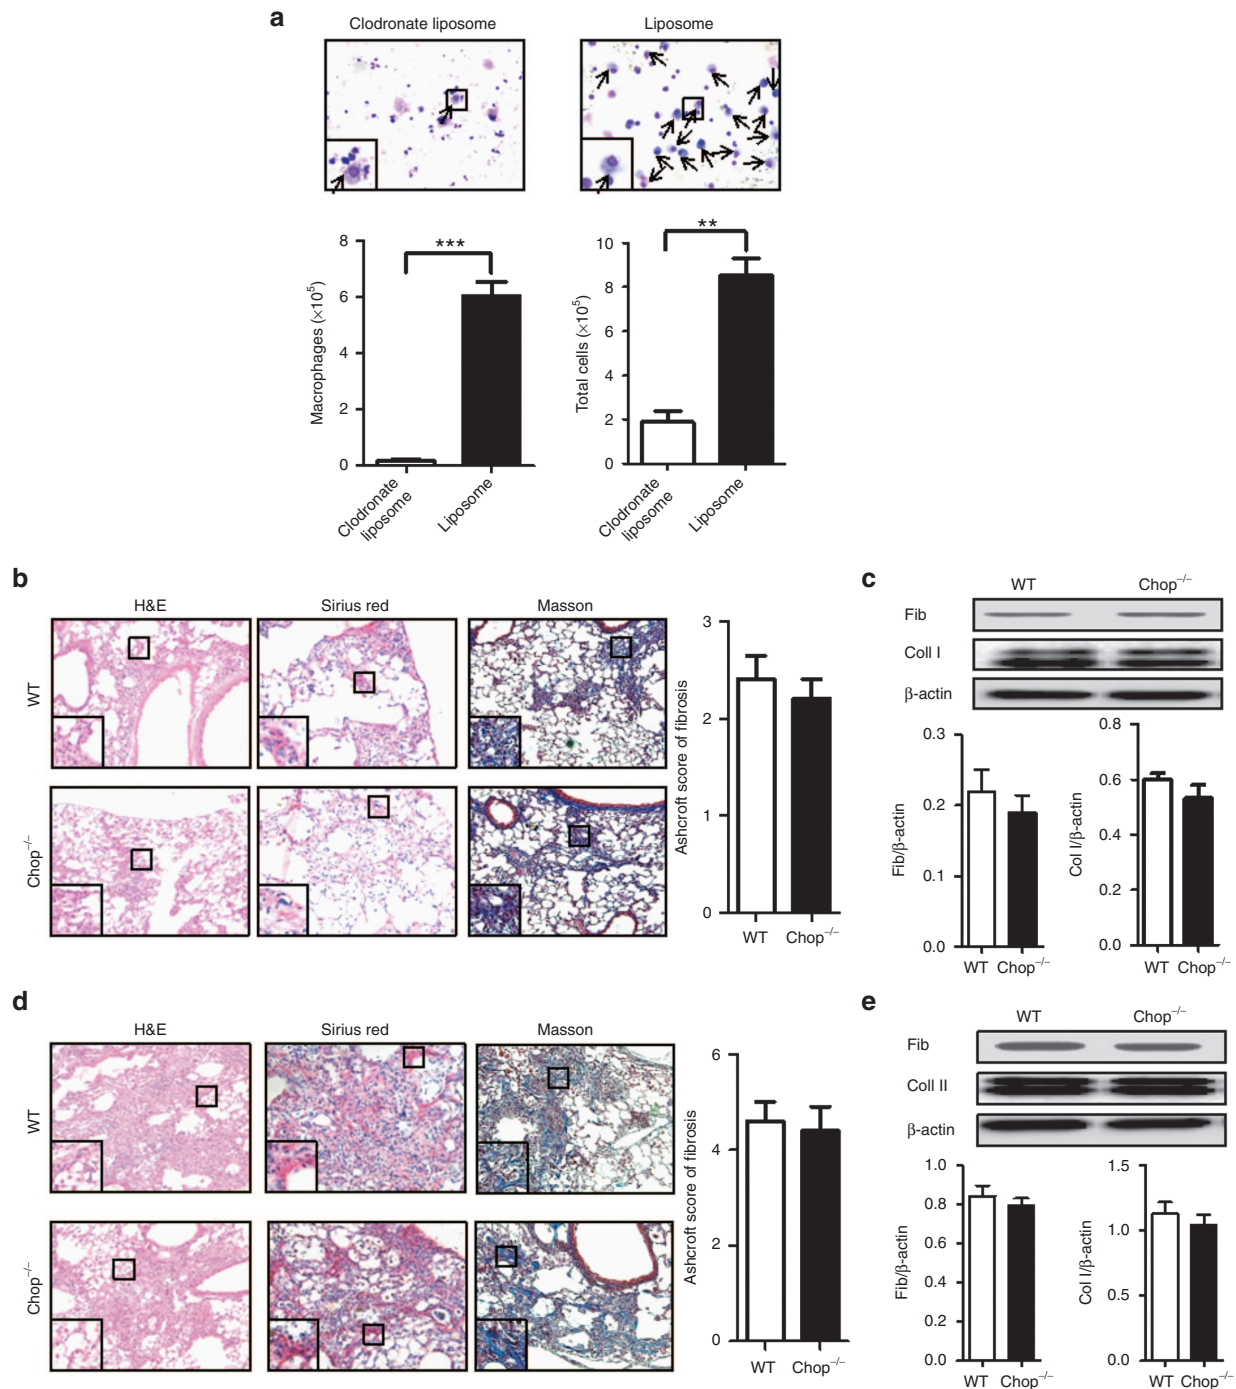 a
Clodronate liposome
Liposome
***
8
6
4
2
0
Macrophages (×10⁵)
Clodronate liposome
Liposome
**
10
8
6
4
2
0
Total cells (×10⁵)
Clodronate liposome
Liposome
b
H&E
Sirius red
Masson
WT
Chop⁻/⁻
3
2
1
0
Ashcroft score of fibrosis
WT
Chop⁻/⁻
c
WT
Chop⁻/⁻
Fib
Coll I
β-actin
0.3
0.2
0.1
0.0
Fib/β-actin
WT
Chop⁻/⁻
0.8
0.6
0.4
0.2
0.0
Col I/β-actin
WT
Chop⁻/⁻
d
H&E
Sirius red
Masson
WT
Chop⁻/⁻
6
4
2
0
Ashcroft score of fibrosis
WT
Chop⁻/⁻
e
WT
Chop⁻/⁻
Fib
Coll II
β-actin
1.0
0.8
0.6
0.4
0.2
0.0
Fib/β-actin
WT
Chop⁻/⁻
1.5
1.0
0.5
0.0
Col I/β-actin
WT
Chop⁻/⁻